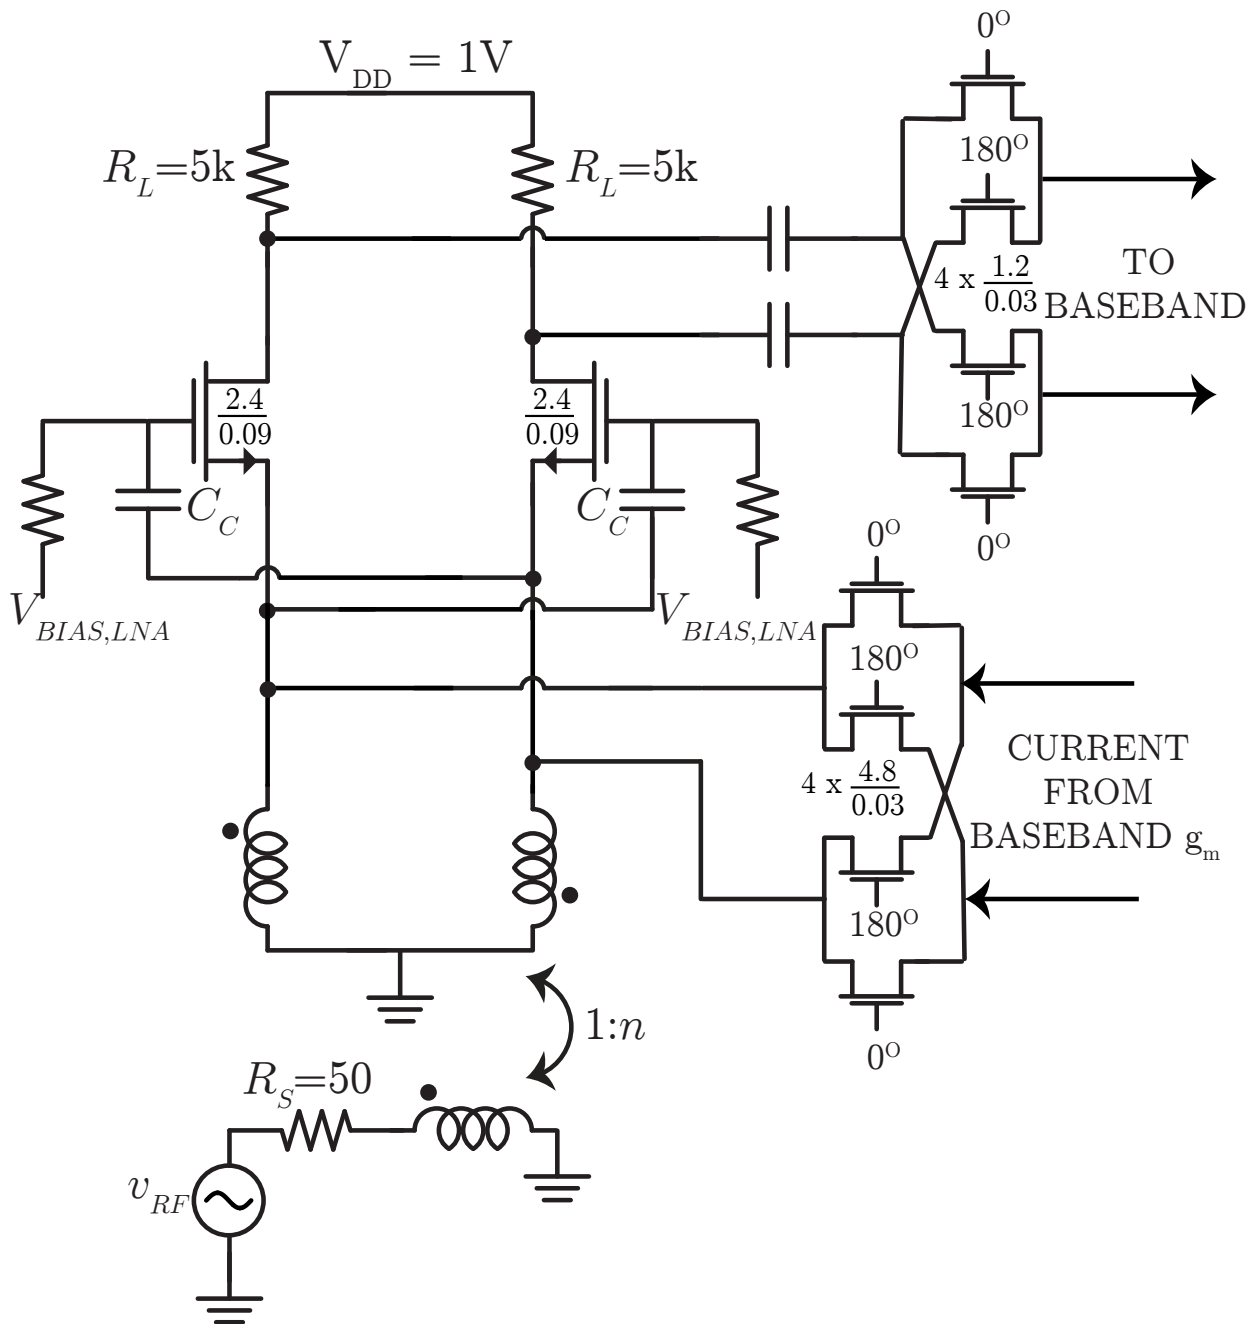 0°
V_DD = 1V
180°
R_L=5k
R_L=5k
4 x 1.2/0.03
TO
BASEBAND
2.4/0.09
2.4/0.09
180°
C_C
C_C
0°
0°
V_BIAS,LNA
V_BIAS,LNA
180°
CURRENT
FROM
BASEBAND g_m
4 x 4.8/0.03
180°
1:n
0°
R_S=50
v_RF